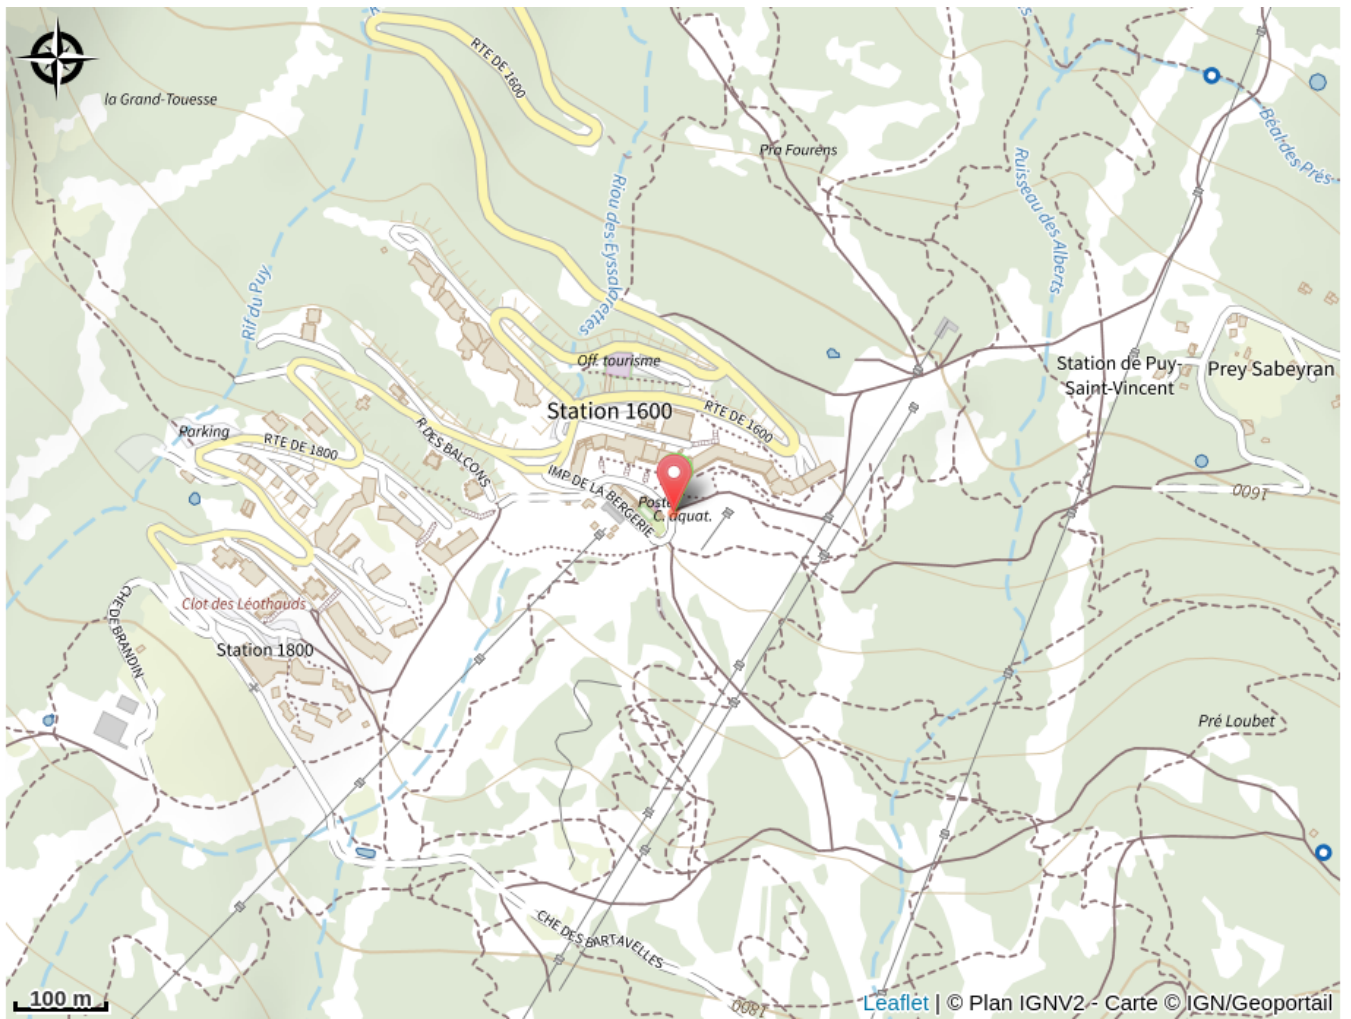 RTE DE 1600
la Grand-Touesse
Pra Fourens
Béal des Prés
Ruisseau des Alberts
Riou des Eyssalarettes
Rif du Puy
Off. tourisme
Station de Puy-
Saint-Vincent
Prey Sabeyran
Station 1600
RTE DE 1600
R DES BALCONS
Parking
RTE DE 1800
IMP DE LA BERGERIE
Poste
aquat.
1600
CHE DE BRANDIN
Clot des Léothauds
Station 1800
Pré Loubet
CHE DES BARTAVELLES
1800
100 m
Leaflet | © Plan IGNV2 - Carte © IGN/Geoportail